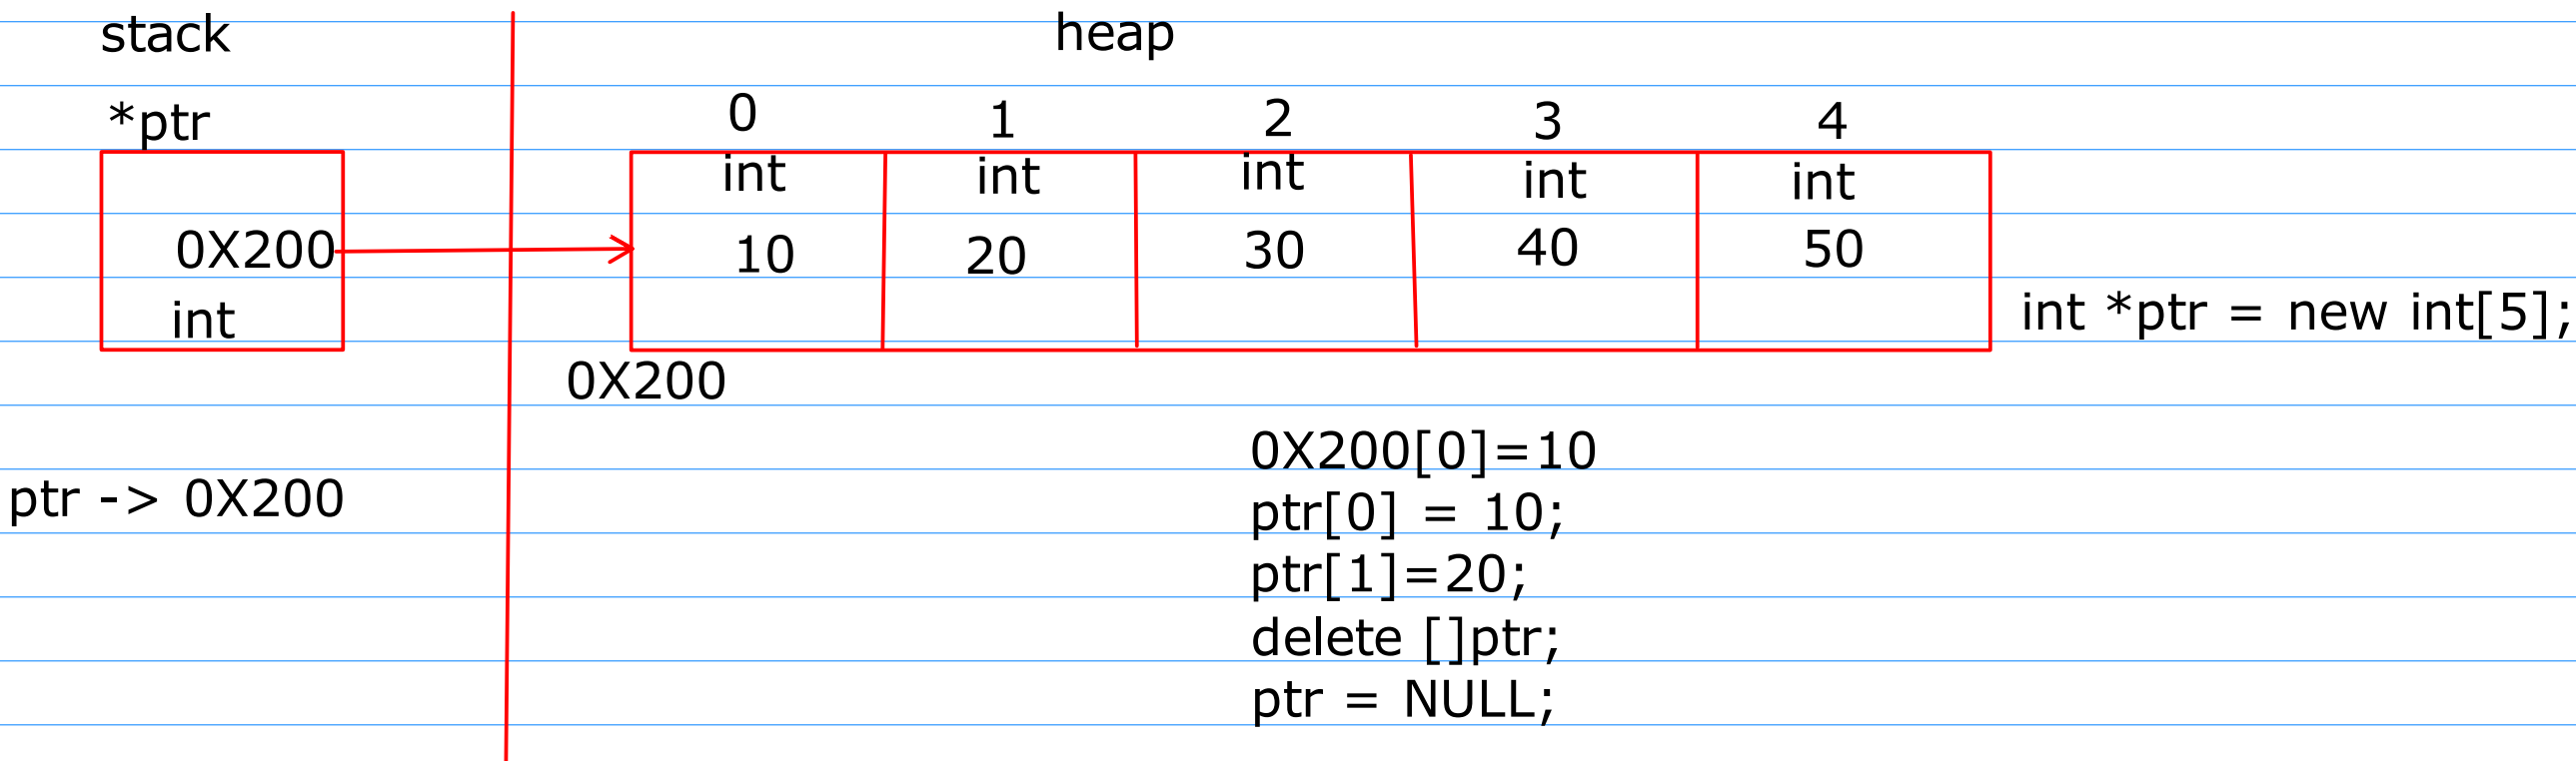 stack
heap
*ptr
0 1 2 3 4
int int int int int
0X200
10 20 30 40 50
int
int *ptr = new int[5];
0X200
0X200[0]=10
ptr -> 0X200
ptr[0] = 10;
ptr[1]=20;
delete []ptr;
ptr = NULL;